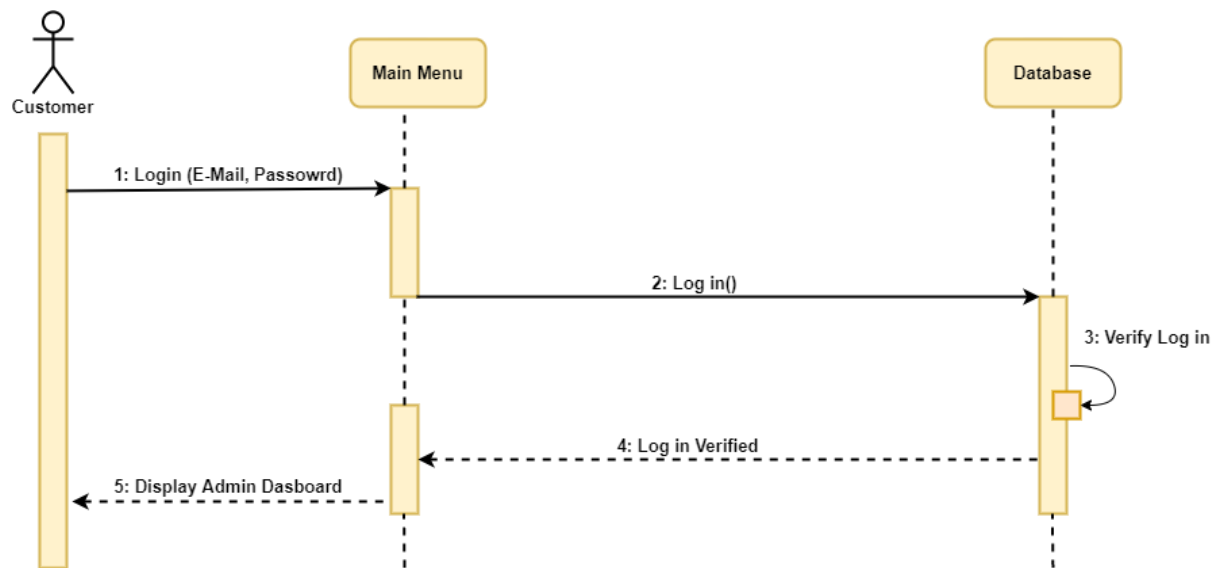 Customer
Main Menu
Database
1: Login (E-Mail, Passowrd)
2: Log in()
3: Verify Log in
4: Log in Verified
5: Display Admin Dasboard